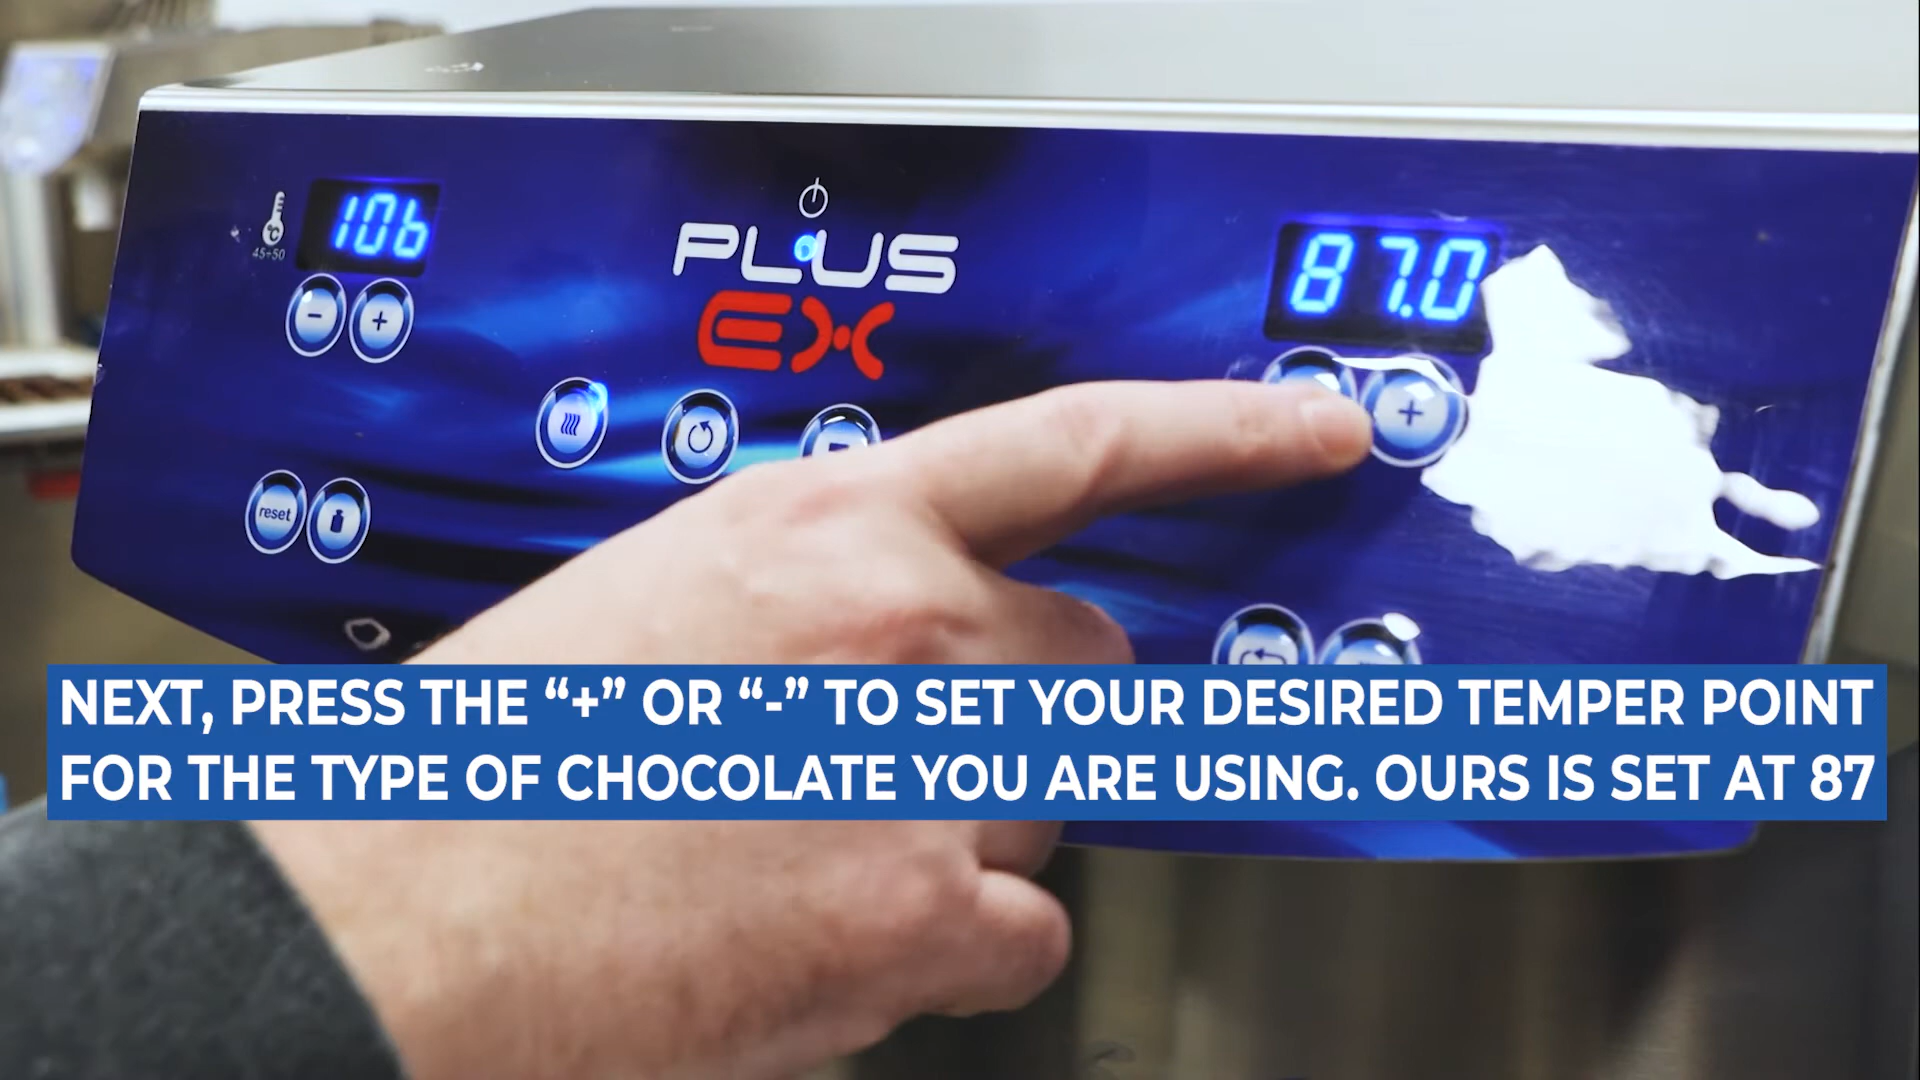 106
°C
45÷50
- +
PLUS
EX
87.0
+
reset
NEXT, PRESS THE “+” OR “-” TO SET YOUR DESIRED TEMPER POINT
FOR THE TYPE OF CHOCOLATE YOU ARE USING. OURS IS SET AT 87